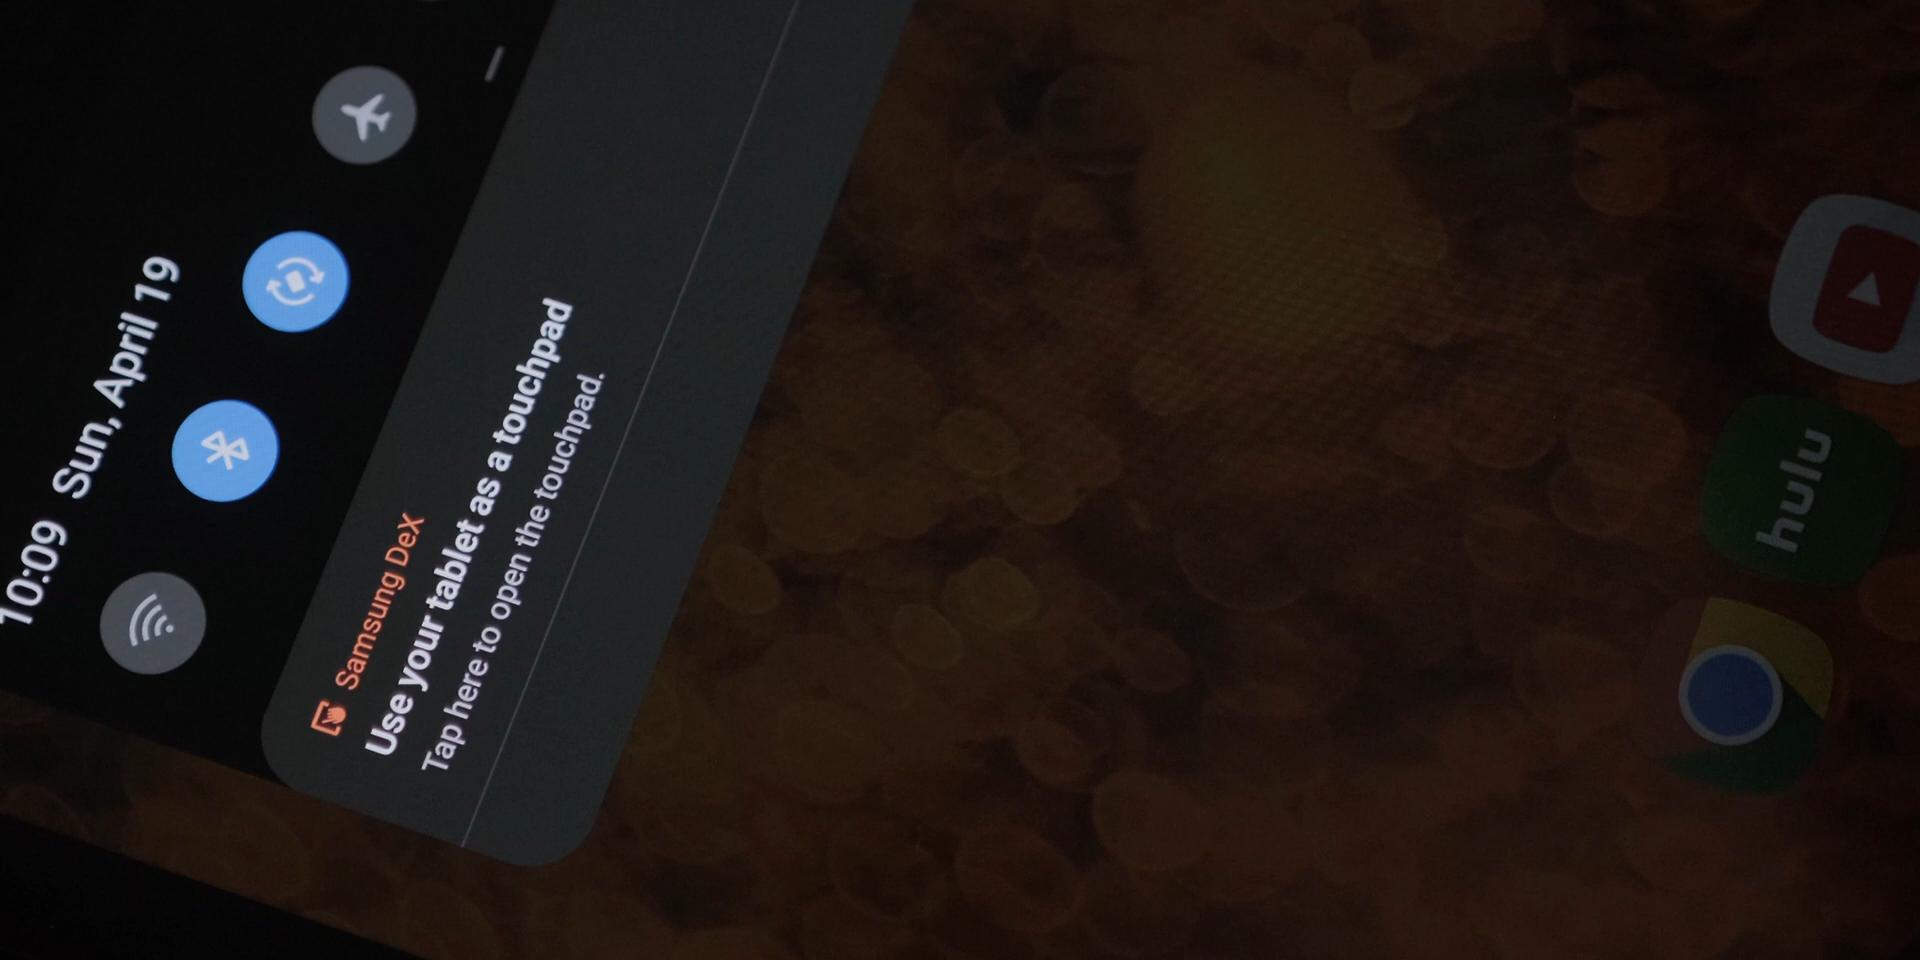 10:09 Sun, April 19
Samsung DeX
Use your tablet as a touchpad
Tap here to open the touchpad.
hulu